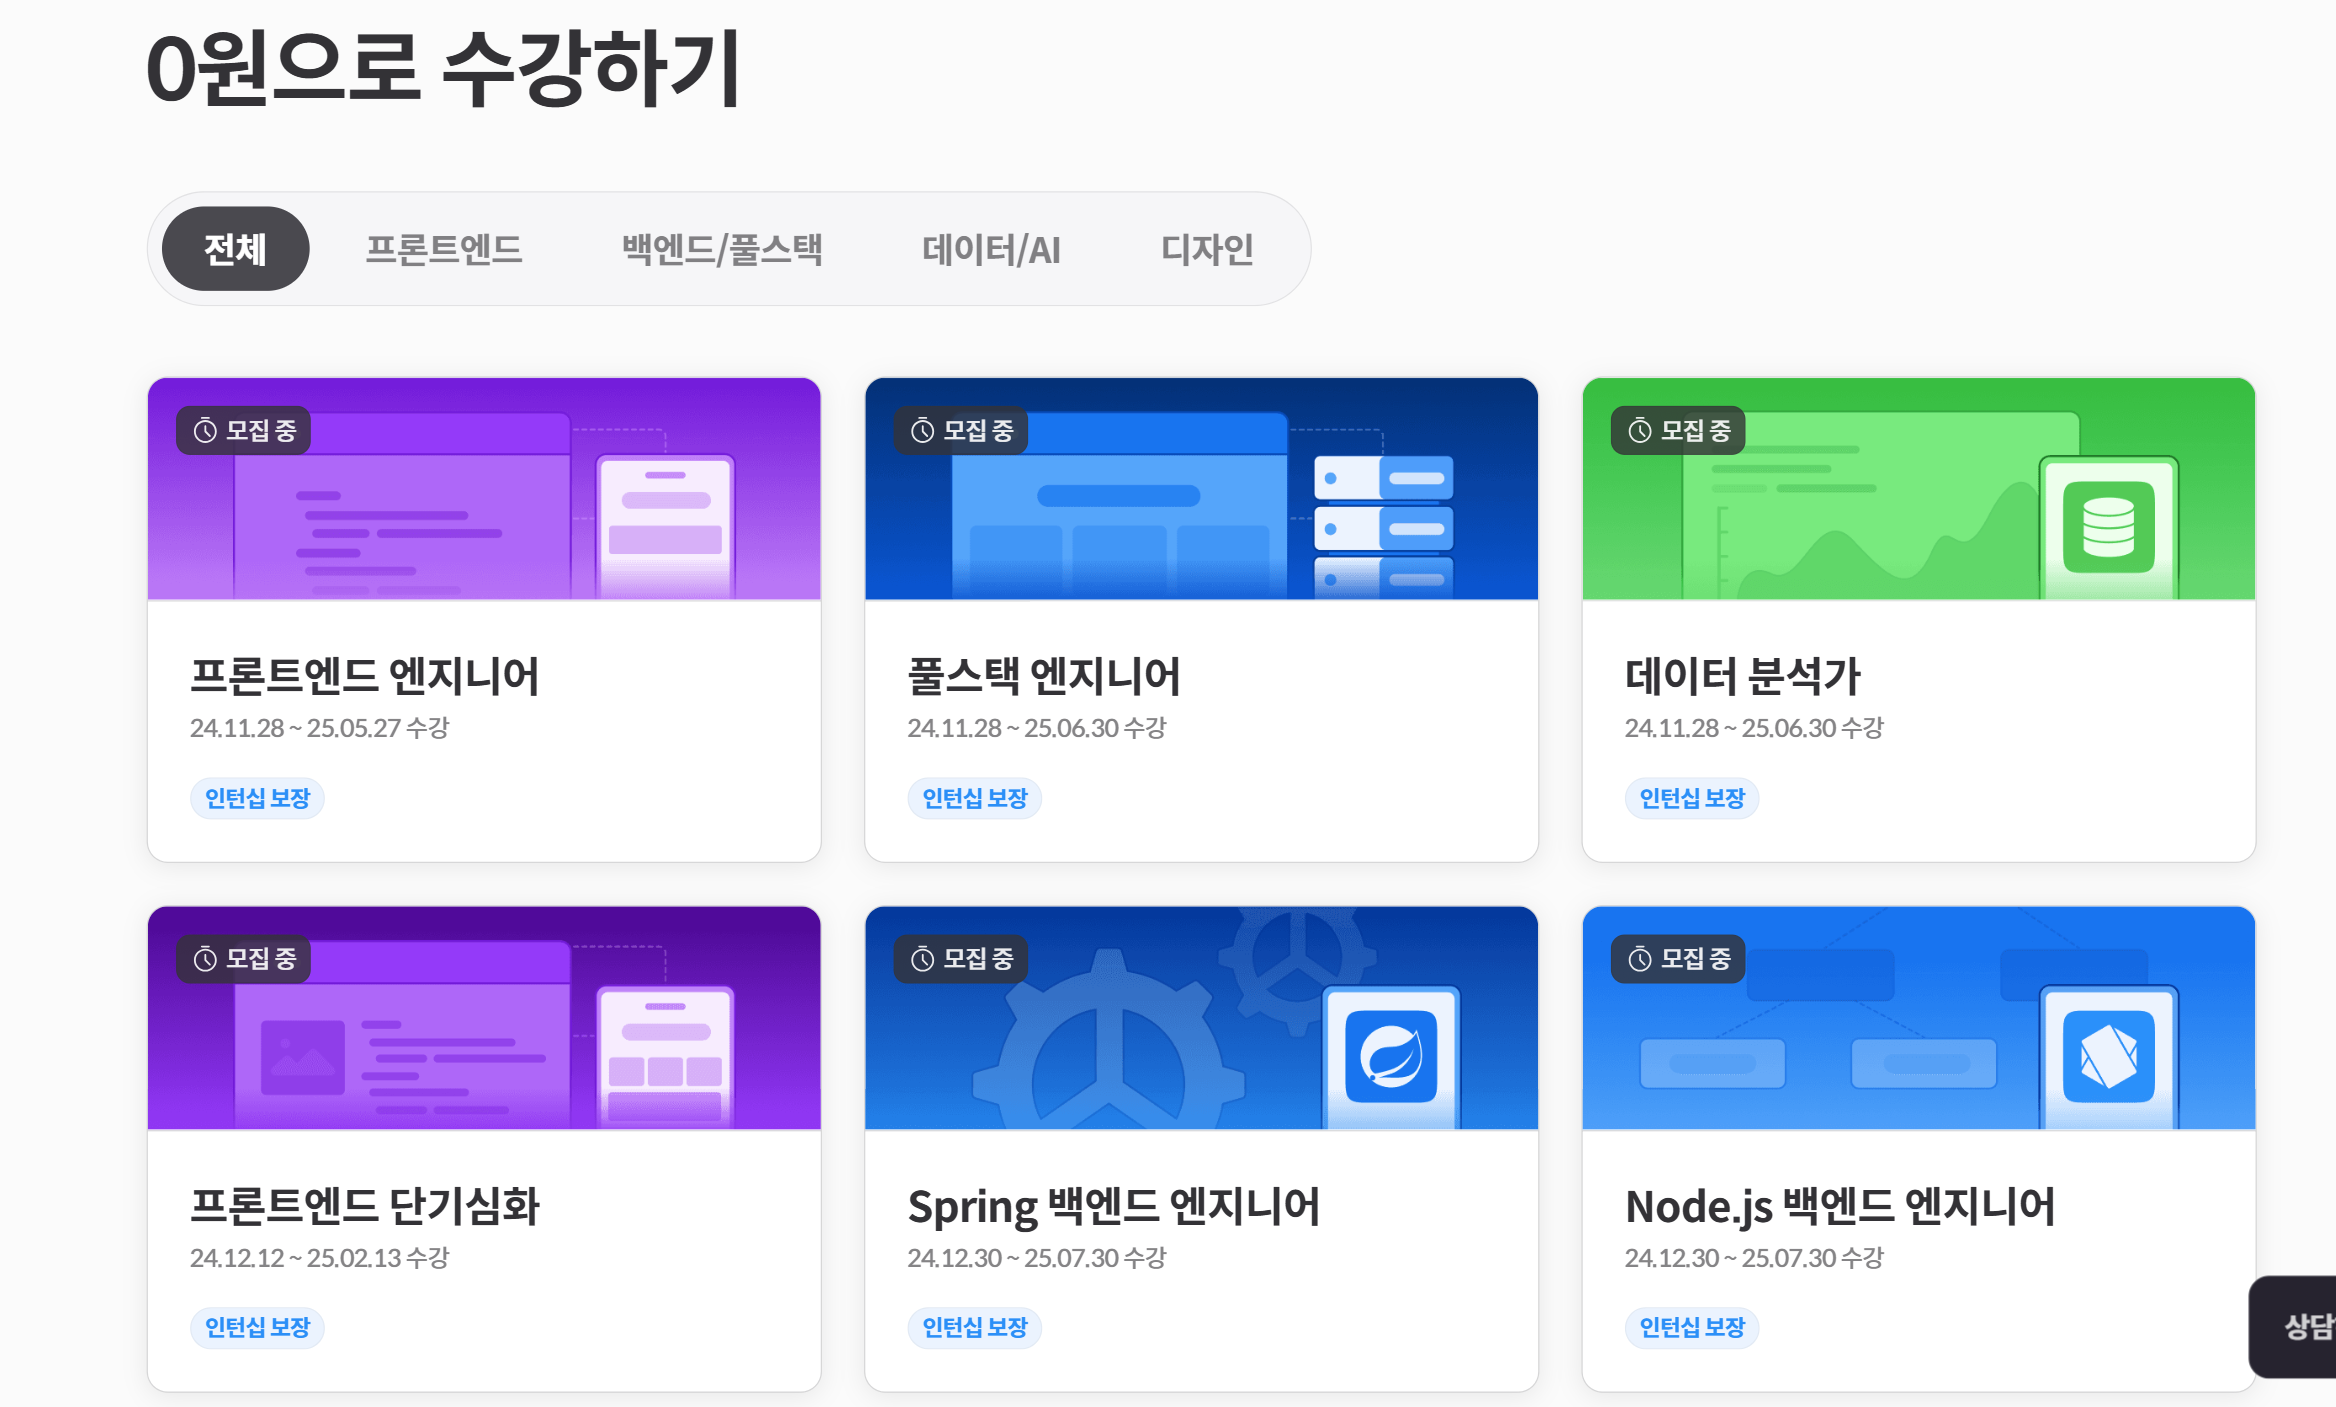 0원으로 수강하기
전체 프론트엔드 백엔드/풀스택 데이터/AI 디자인
모집 중
프론트엔드 엔지니어
24.11.28 ~ 25.05.27 수강
인턴십 보장
모집 중
풀스택 엔지니어
24.11.28 ~ 25.06.30 수강
인턴십 보장
모집 중
데이터 분석가
24.11.28 ~ 25.06.30 수강
인턴십 보장
모집 중
프론트엔드 단기심화
24.12.12 ~ 25.02.13 수강
인턴십 보장
모집 중
Spring 백엔드 엔지니어
24.12.30 ~ 25.07.30 수강
인턴십 보장
모집 중
Node.js 백엔드 엔지니어
24.12.30 ~ 25.07.30 수강
인턴십 보장
상담